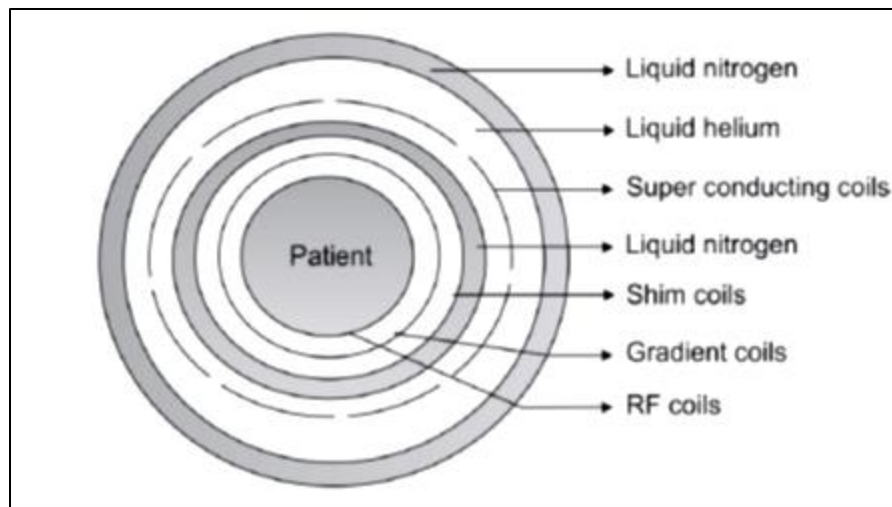 Liquid nitrogen
Liquid helium
Super conducting coils
Patient
Liquid nitrogen
Shim coils
Gradient coils
RF coils